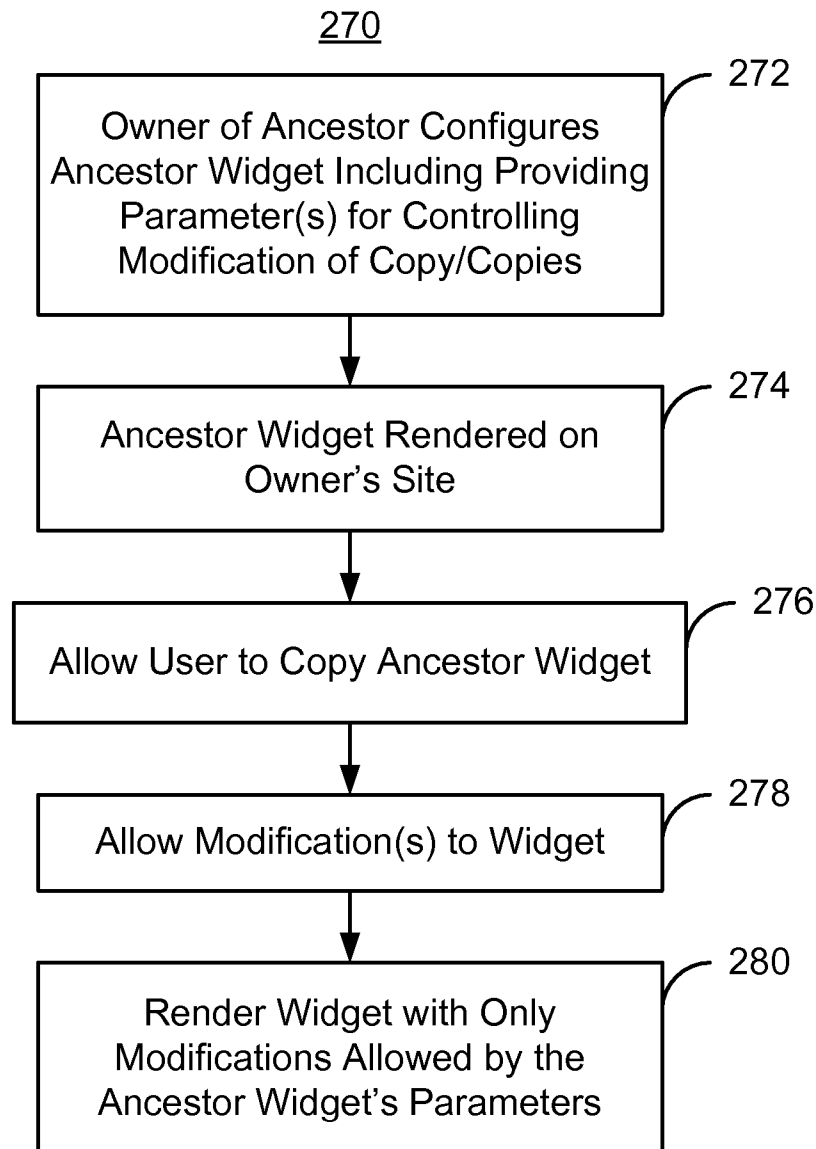 270
272
Owner of Ancestor Configures
Ancestor Widget Including Providing
Parameter(s) for Controlling
Modification of Copy/Copies
274
Ancestor Widget Rendered on
Owner's Site
276
Allow User to Copy Ancestor Widget
278
Allow Modification(s) to Widget
280
Render Widget with Only
Modifications Allowed by the
Ancestor Widget's Parameters